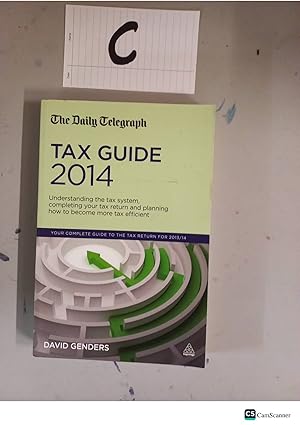 C
The Daily Telegraph
TAX GUIDE
2014
Understanding the tax system,
completing your tax return and planning
how to become more tax efficient
YOUR COMPLETE GUIDE TO THE TAX RETURN FOR 2013/14
DAVID GENDERS
CS CamScanner